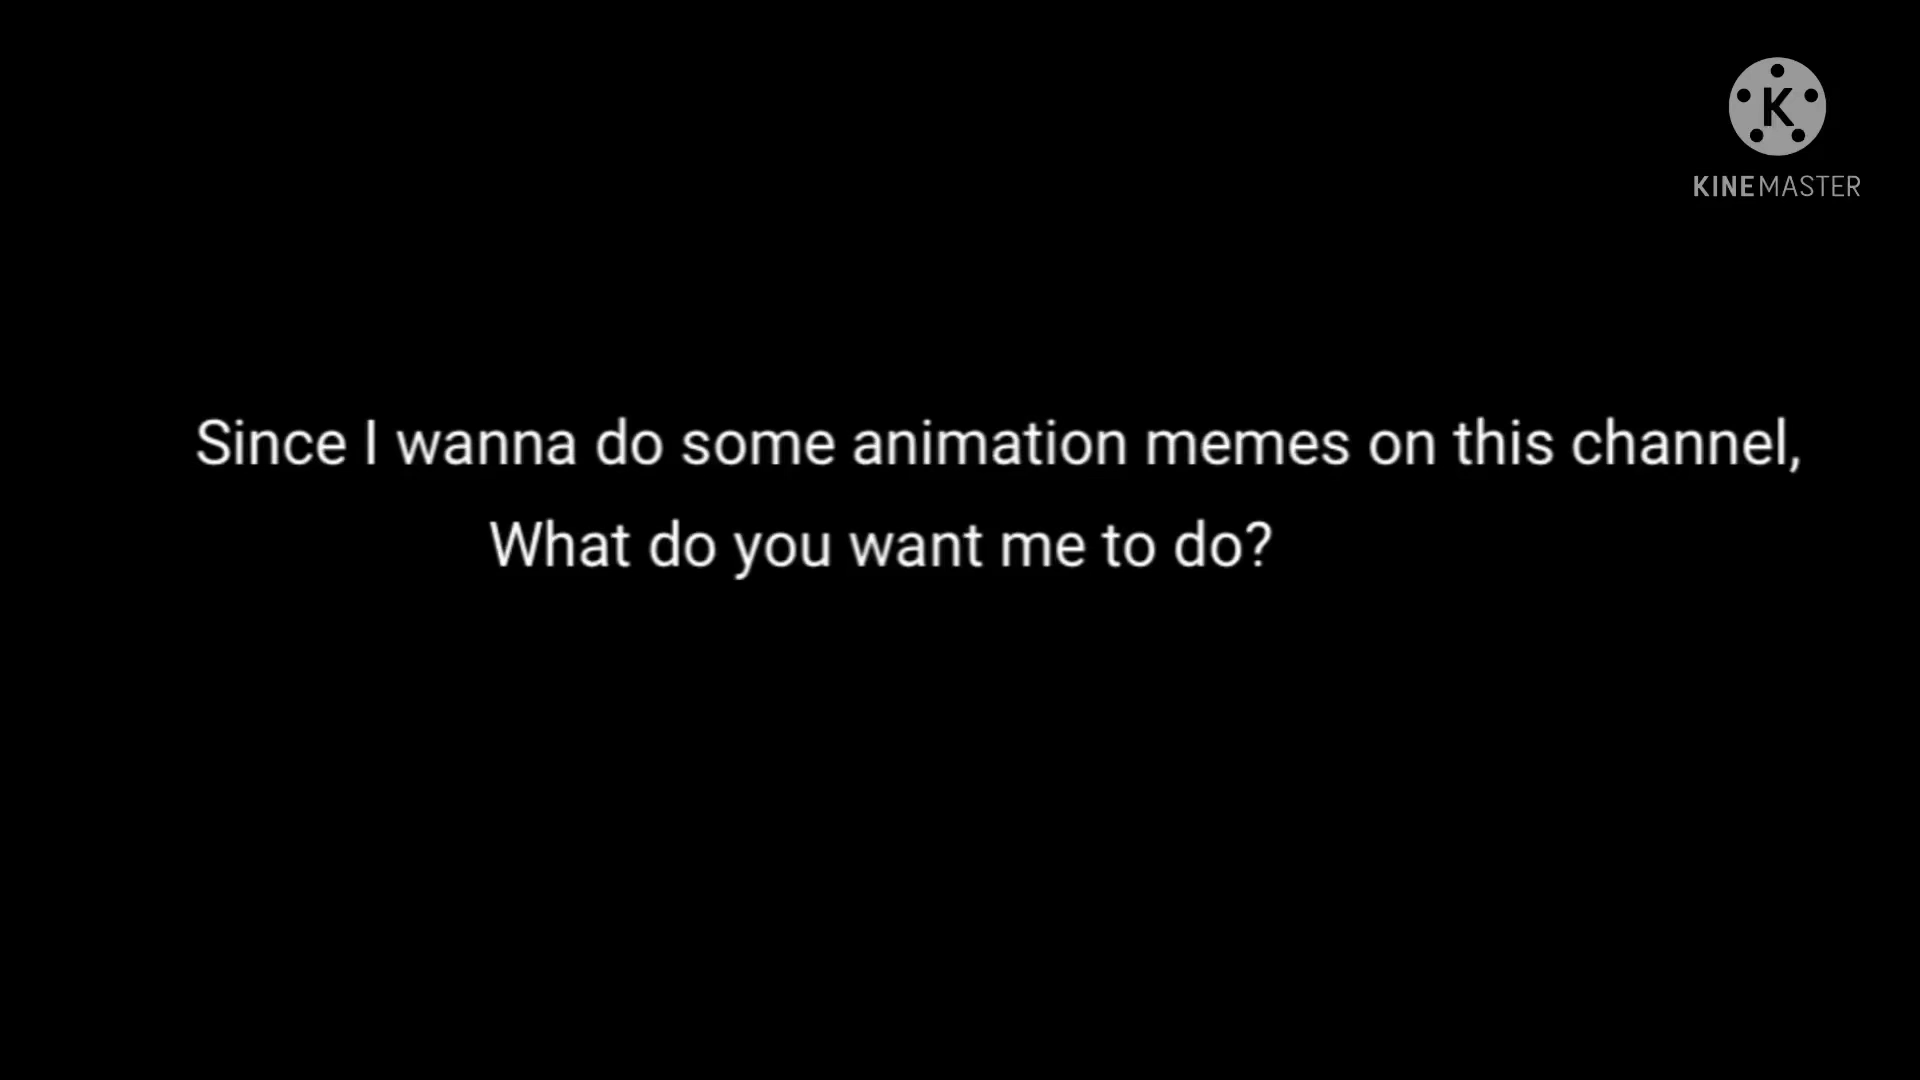 K
KINEMASTER
Since I wanna do some animation memes on this channel,
What do you want me to do?